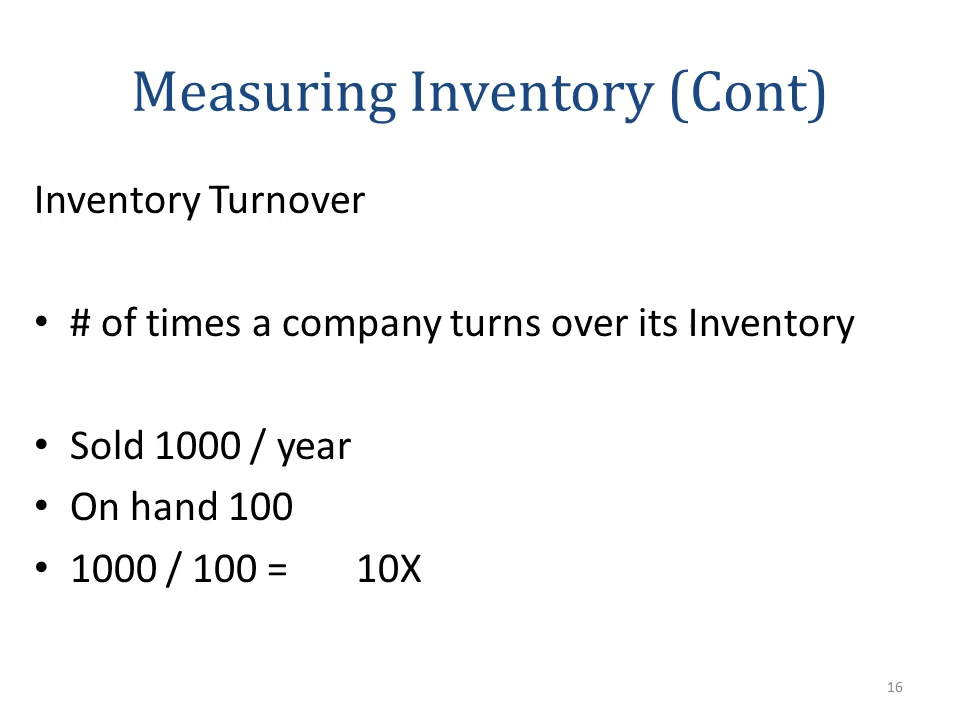 Measuring Inventory (Cont)
Inventory Turnover
• # of times a company turns over its Inventory
• Sold 1000 / year
• On hand 100
• 1000 / 100 = 10X
16